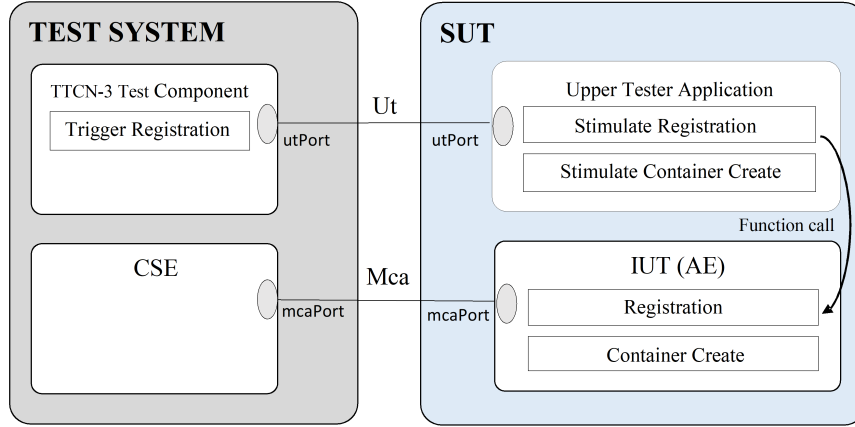 TEST SYSTEM
TTCN-3 Test Component
Trigger Registration
utPort
CSE
mcaPort
Ut
Mca
SUT
Upper Tester Application
Stimulate Registration
Stimulate Container Create
utPort
Function call
IUT (AE)
Registration
Container Create
mcaPort